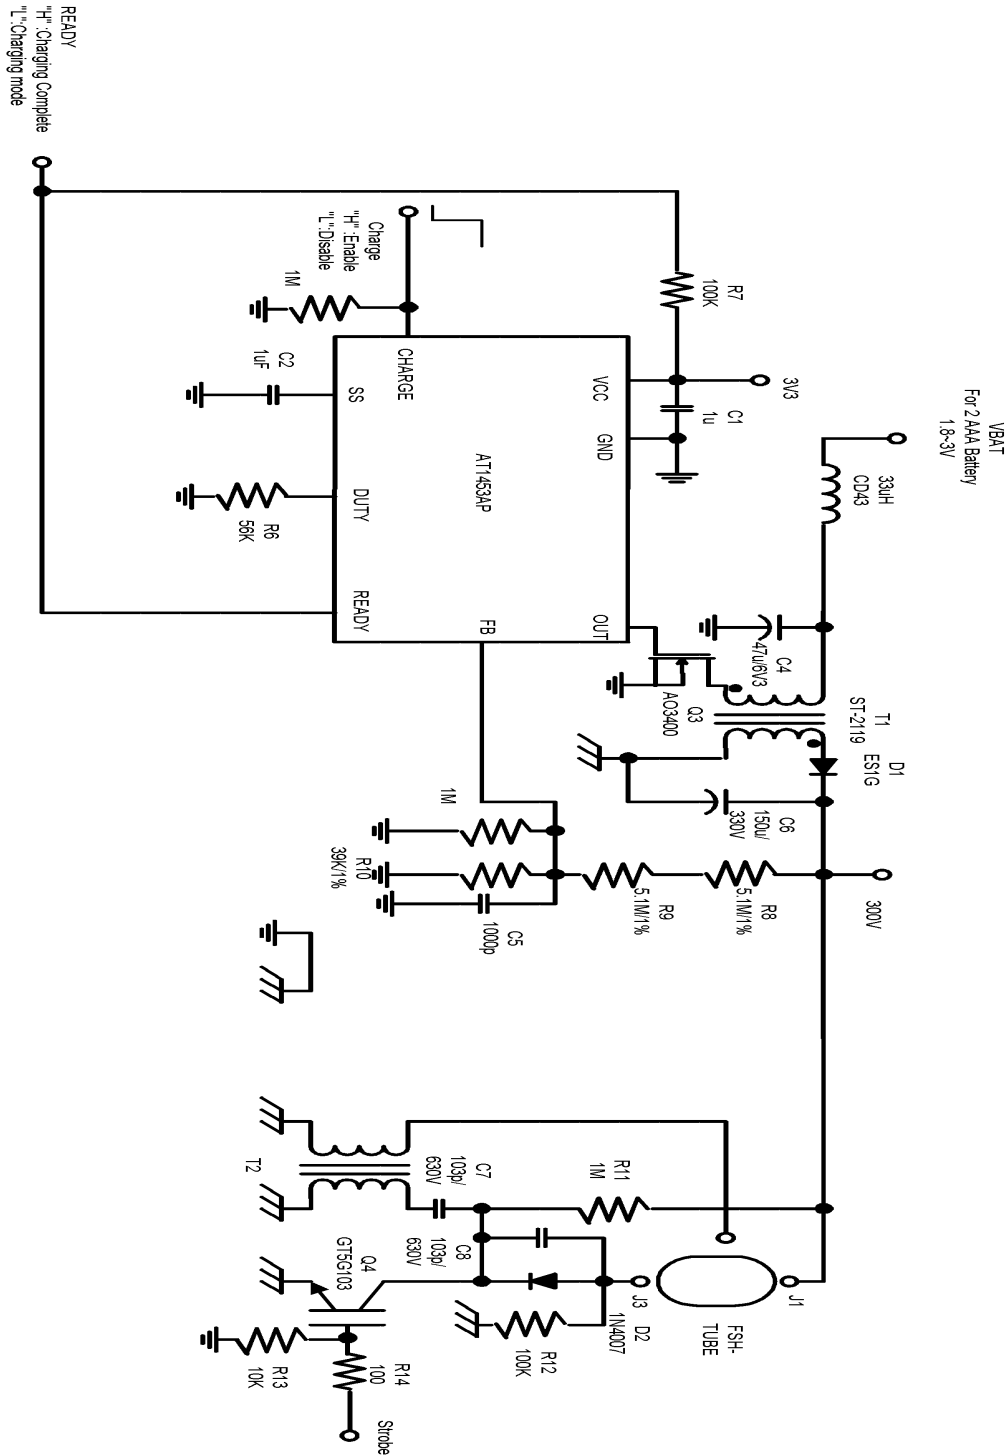 VBAT
For 2 AAA Battery
1.8~3V
33uH
CD43
3V3
T1
ST-2119
D1
ES1G
300V
J1
FSH-
TUBE
R7
100K
C1
1u
C4
47u/6V3
Q3
AO3400
C6
150u/
330V
R8
5.1M/1%
R9
5.1M/1%
R11
1M
J3
D2
1N4007
R12
100K
VCC
GND
OUT
AT1453AP
FB
CHARGE
SS
DUTY
READY
Charge
"H" :Enable
"L":Disable
1M
C2
1uF
R6
56K
1M
R10
39K/1%
C5
1000p
C7
103p/
630V
C8
103p/
630V
T2
Q4
GT5G103
R14
100
R13
10K
Strobe
READY
"H" :Charging Complete
"L":Charging mode